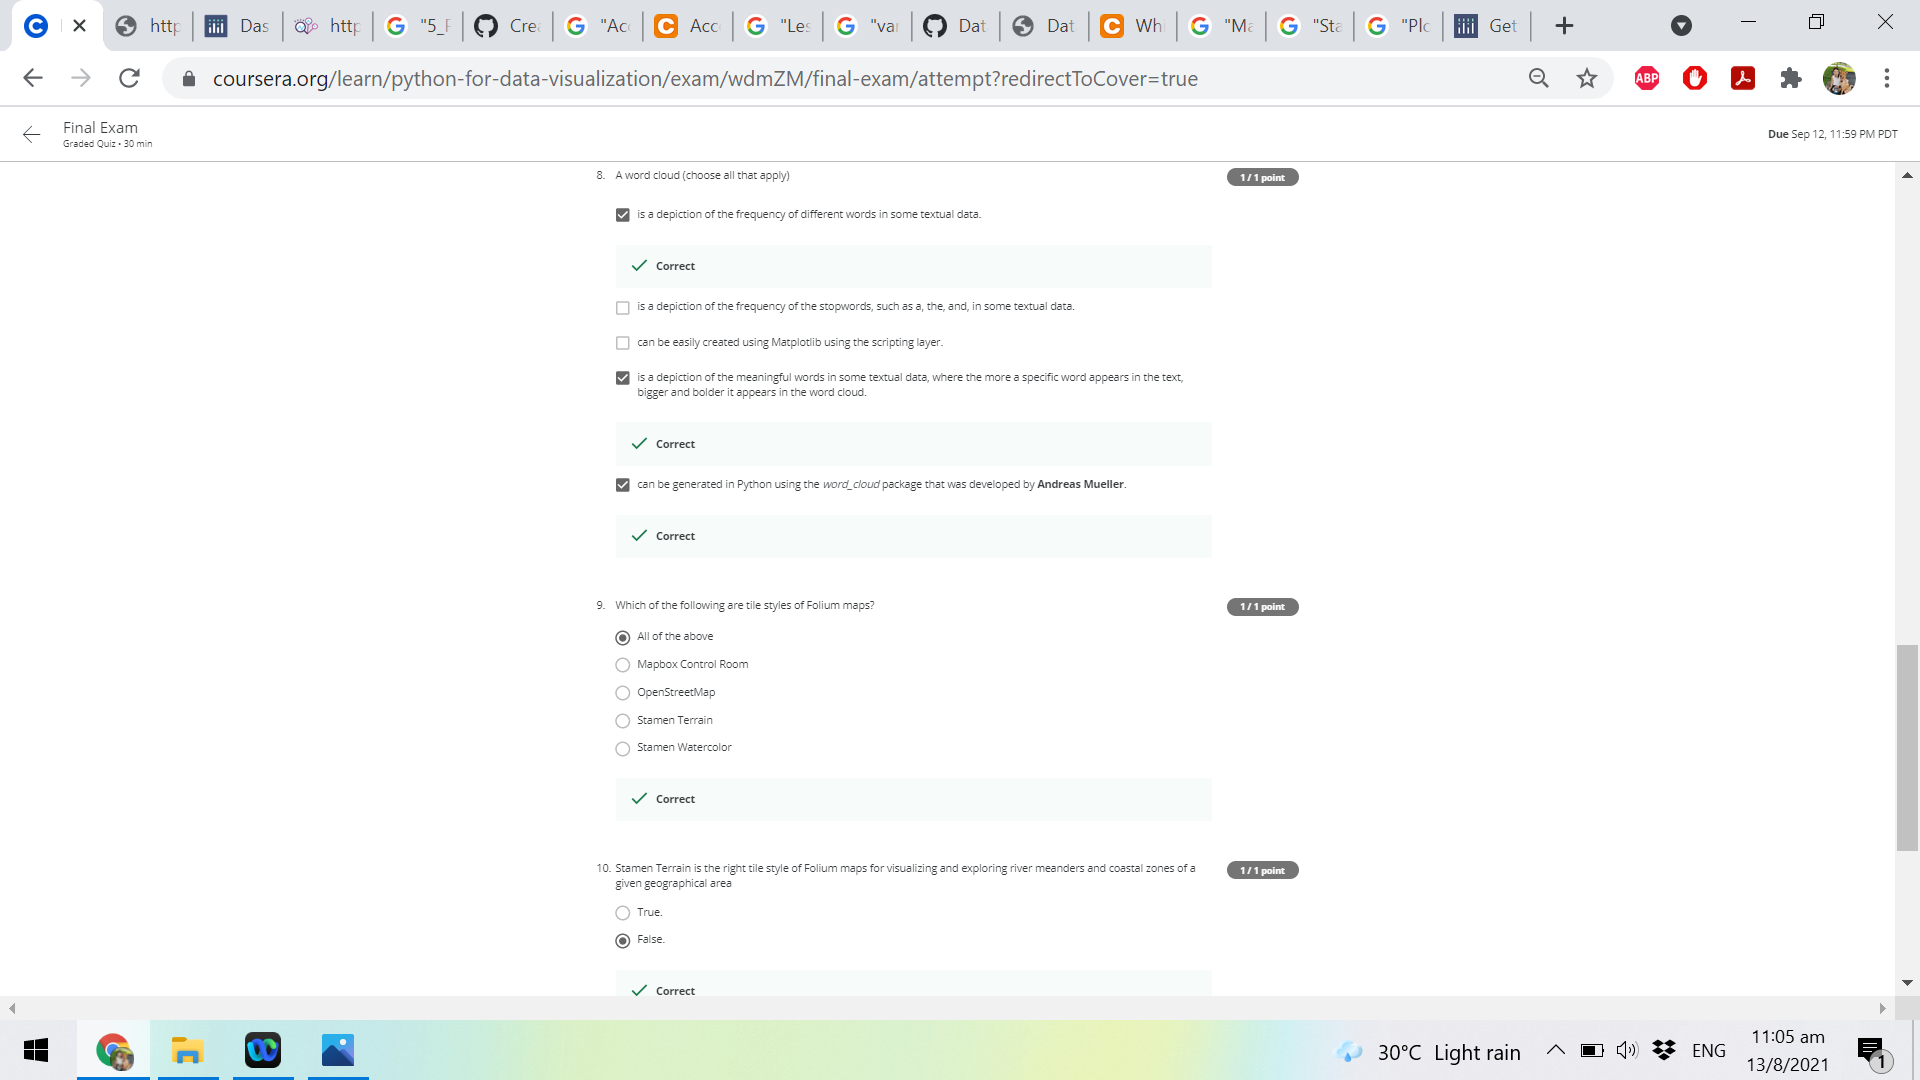 http
Das
http
"5_F
Crea
"Acc
Acco
"Les
"var
Dat
Dat
Whi
"Ma
"Sta
"Plo
Get
coursera.org/learn/python-for-data-visualization/exam/wdmZM/final-exam/attempt?redirectToCover=true
ABP
Final Exam
Graded Quiz • 30 min
Due Sep 12, 11:59 PM PDT
8. A word cloud (choose all that apply)
1 / 1 point
is a depiction of the frequency of different words in some textual data.
Correct
is a depiction of the frequency of the stopwords, such as a, the, and, in some textual data.
can be easily created using Matplotlib using the scripting layer.
is a depiction of the meaningful words in some textual data, where the more a specific word appears in the text,
bigger and bolder it appears in the word cloud.
Correct
can be generated in Python using the word_cloud package that was developed by Andreas Mueller.
Correct
9. Which of the following are tile styles of Folium maps?
1 / 1 point
All of the above
Mapbox Control Room
OpenStreetMap
Stamen Terrain
Stamen Watercolor
Correct
10. Stamen Terrain is the right tile style of Folium maps for visualizing and exploring river meanders and coastal zones of a
given geographical area
1 / 1 point
True.
False.
Correct
30°C Light rain
ENG
11:05 am
13/8/2021
1